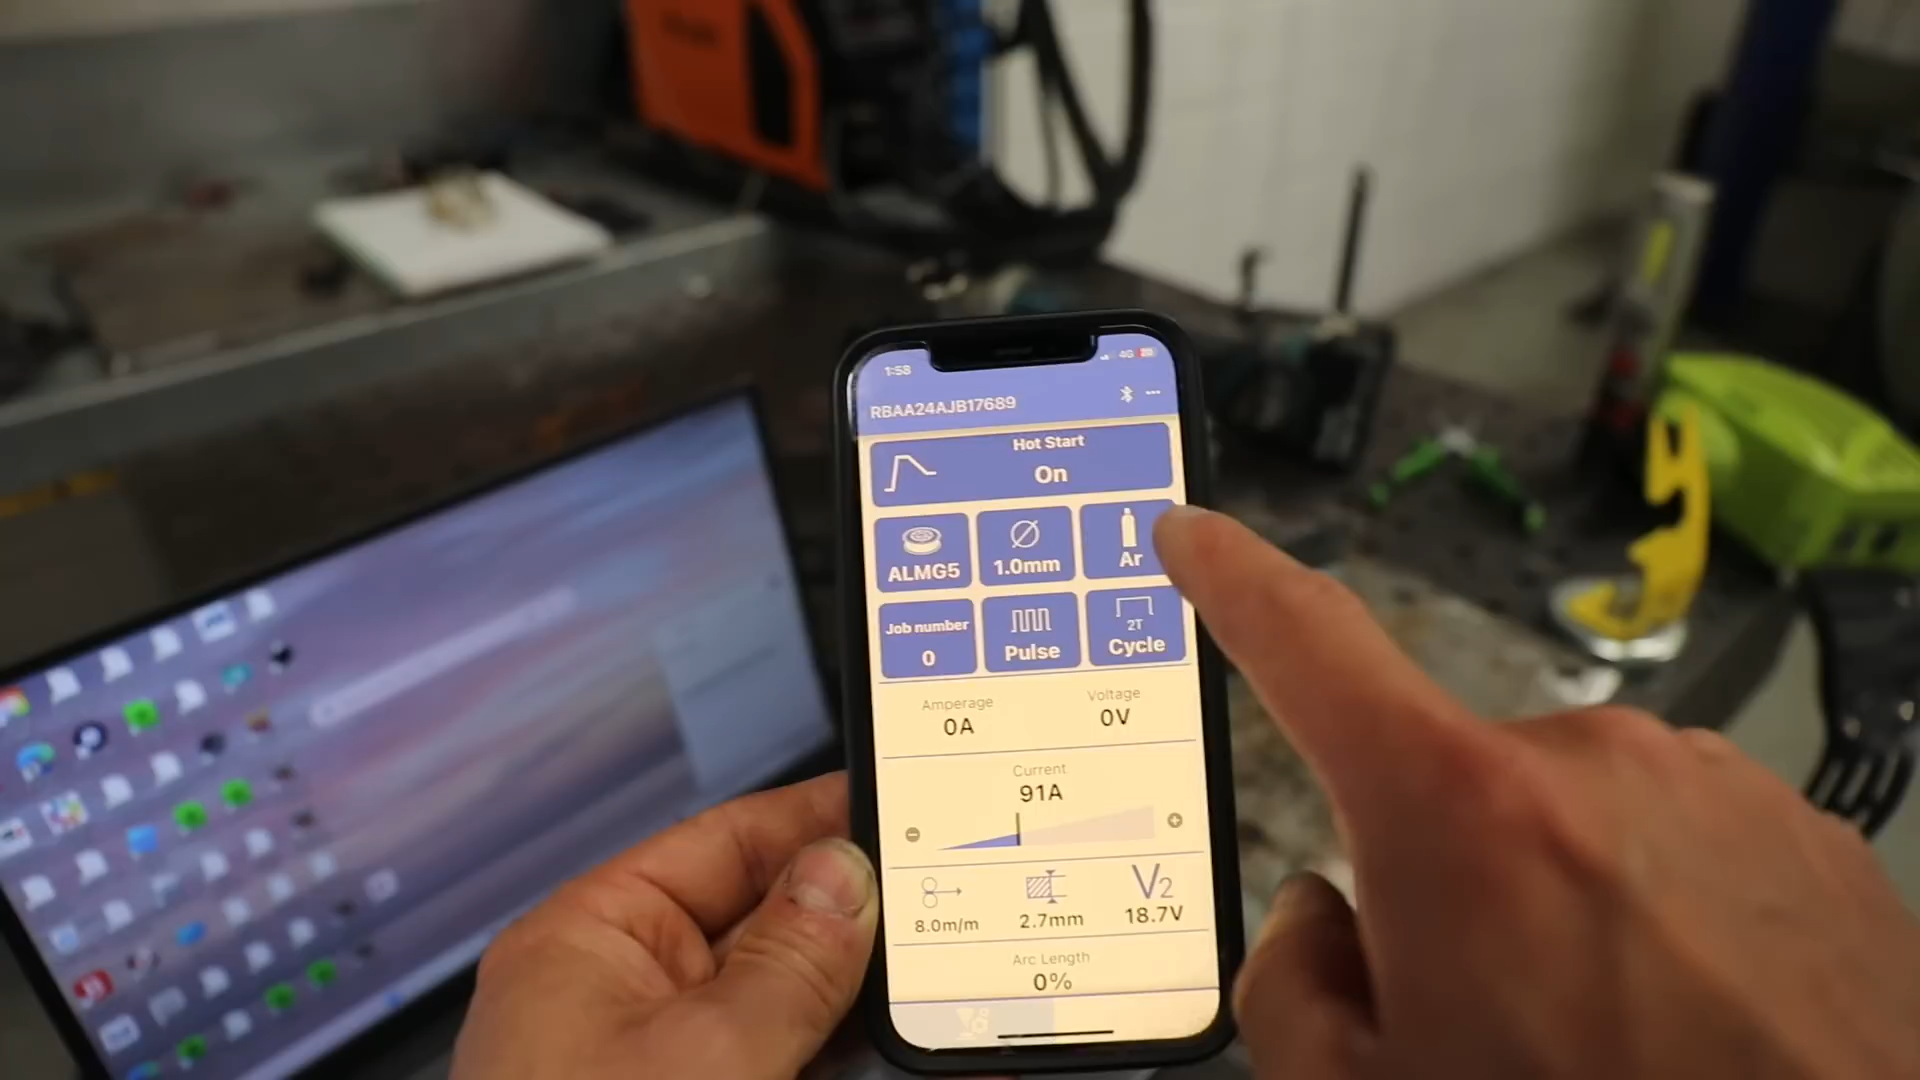 1:58 4G
RBAA24AJB17689
Hot Start
On
ALMG5
1.0mm
Ar
Job number
0
Pulse
2T
Cycle
Amperage
0A
Voltage
0V
Current
91A
8.0m/m
2.7mm
V2
18.7V
Arc Length
0%